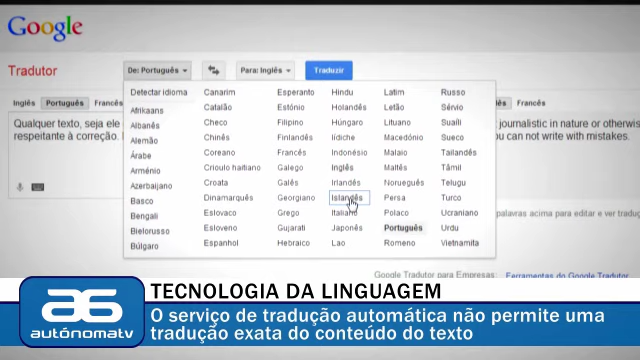 Google
Tradutor
De: Português
Para: Inglês
Traduzir
Inglês Português Francês
Francês
Qualquer texto, seja ele
respeitante à correção.
journalistic in nature or otherwis
ou can not write with mistakes.
Detectar idioma
Afrikaans
Albanês
Alemão
Árabe
Armênio
Azerbaijano
Basco
Bengali
Bielorusso
Búlgaro
Canarim
Catalão
Checo
Chinês
Coreano
Crioulo haitiano
Croata
Dinamarquês
Eslovaco
Esloveno
Espanhol
Esperanto
Estónio
Filipino
Finlandês
Francês
Galego
Galês
Georgiano
Grego
Gujarati
Hebraico
Hindu
Holandês
Húngaro
Iídiche
Indonésio
Inglês
Irlandês
Islandês
Italiano
Japonês
Lao
Latim
Letão
Lituano
Macedónio
Malaio
Maltês
Norueguês
Persa
Polaco
Português
Romeno
Russo
Sérvio
Suaíli
Sueco
Tailandês
Tâmil
Telugu
Turco
Ucraniano
Urdu
Vietnamita
palavras acima para editar e ver tradu
Google Tradutor para Empresas: Ferramentas do Google Tradutor
TECNOLOGIA DA LINGUAGEM
O serviço de tradução automática não permite uma
tradução exata do conteúdo do texto
autónomatv